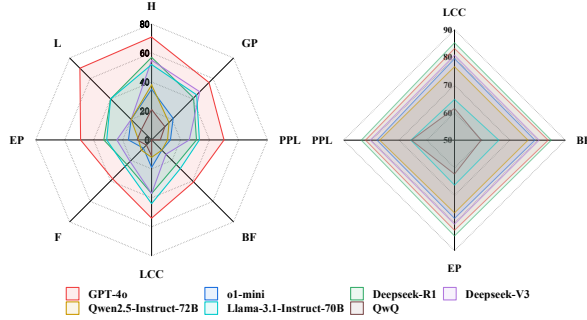 H
80
60
40
20
0
L
GP
EP
PPL
F
BF
LCC
LCC
90
80
70
60
50
PPL
EP
GPT-4o
o1-mini
Deepseek-R1
Deepseek-V3
Qwen2.5-Instruct-72B
Llama-3.1-Instruct-70B
QwQ